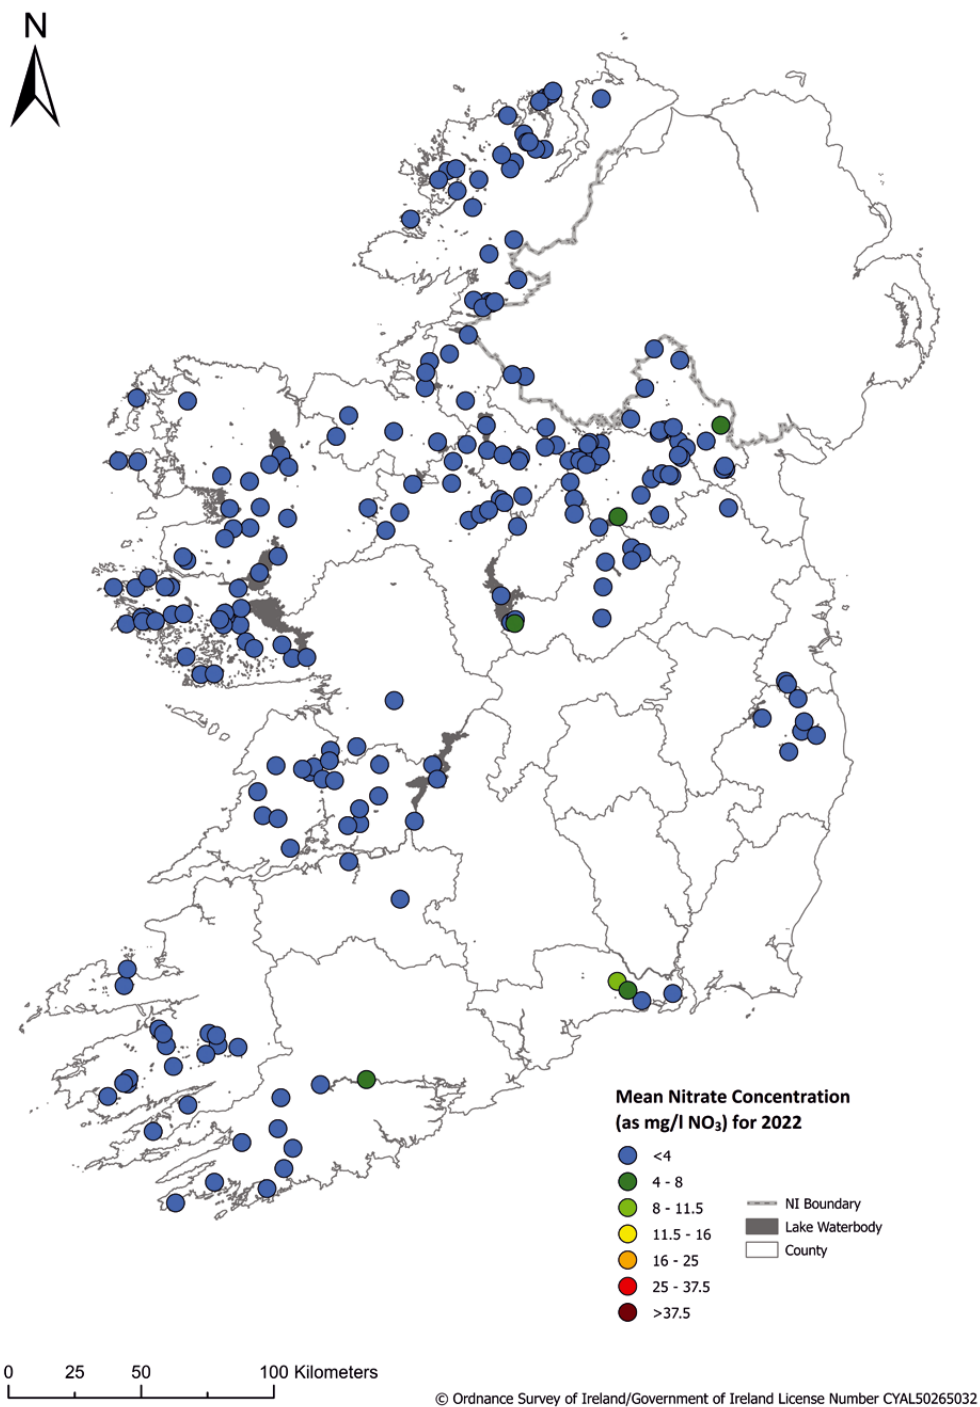 N
Mean Nitrate Concentration
(as mg/l NO₃) for 2022
<4
4 - 8
8 - 11.5
11.5 - 16
16 - 25
25 - 37.5
>37.5
NI Boundary
Lake Waterbody
County
0 25 50 100 Kilometers
© Ordnance Survey of Ireland/Government of Ireland License Number CYAL50265032